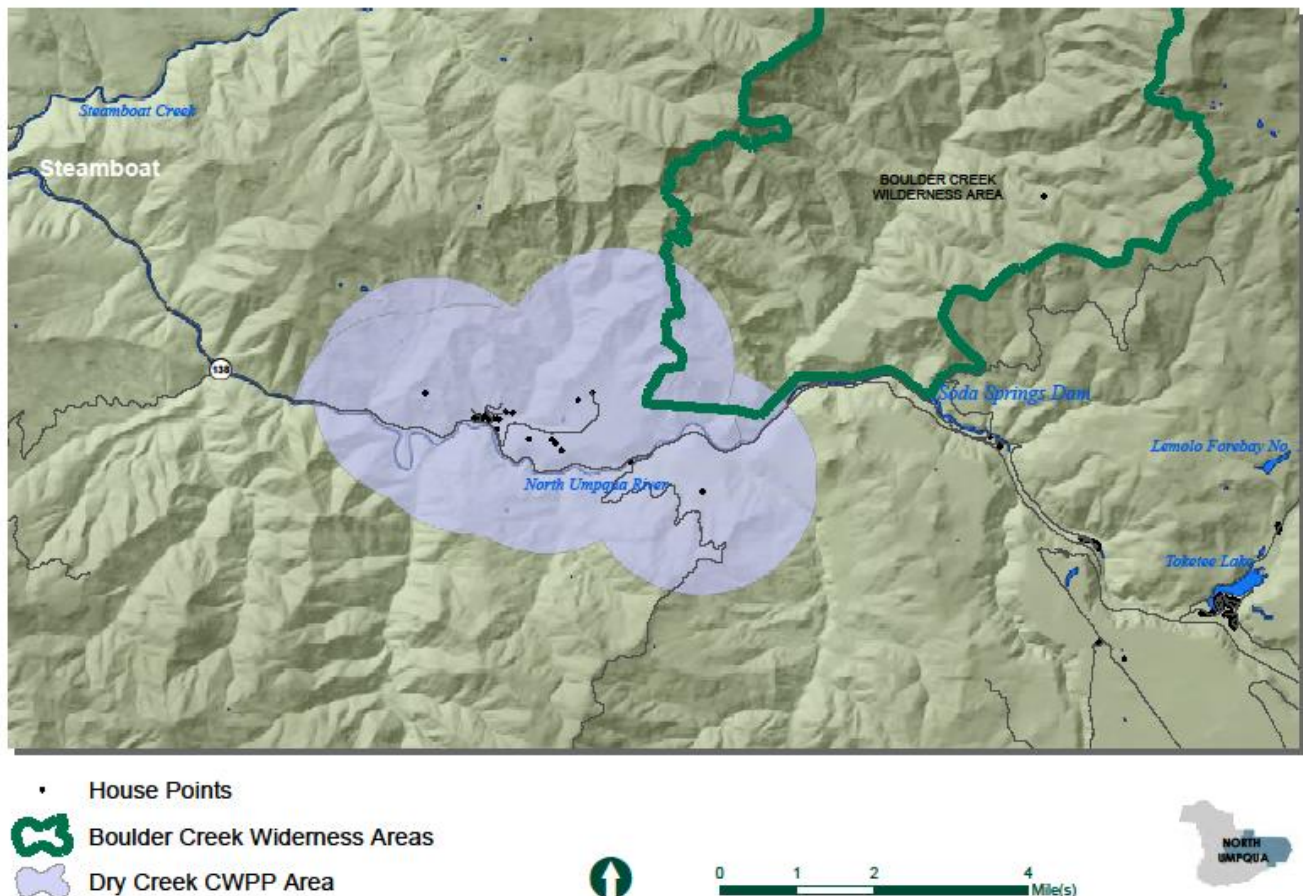 Steamboat Creek
Steamboat
BOULDER CREEK
WILDERNESS AREA
138
Soda Springs Dam
Lemolo Forebay No.
North Umpqua River
Toketee Lake
House Points
Boulder Creek Widerness Areas
Dry Creek CWPP Area
0 1 2 4
Mile(s)
NORTH
UMPQUA